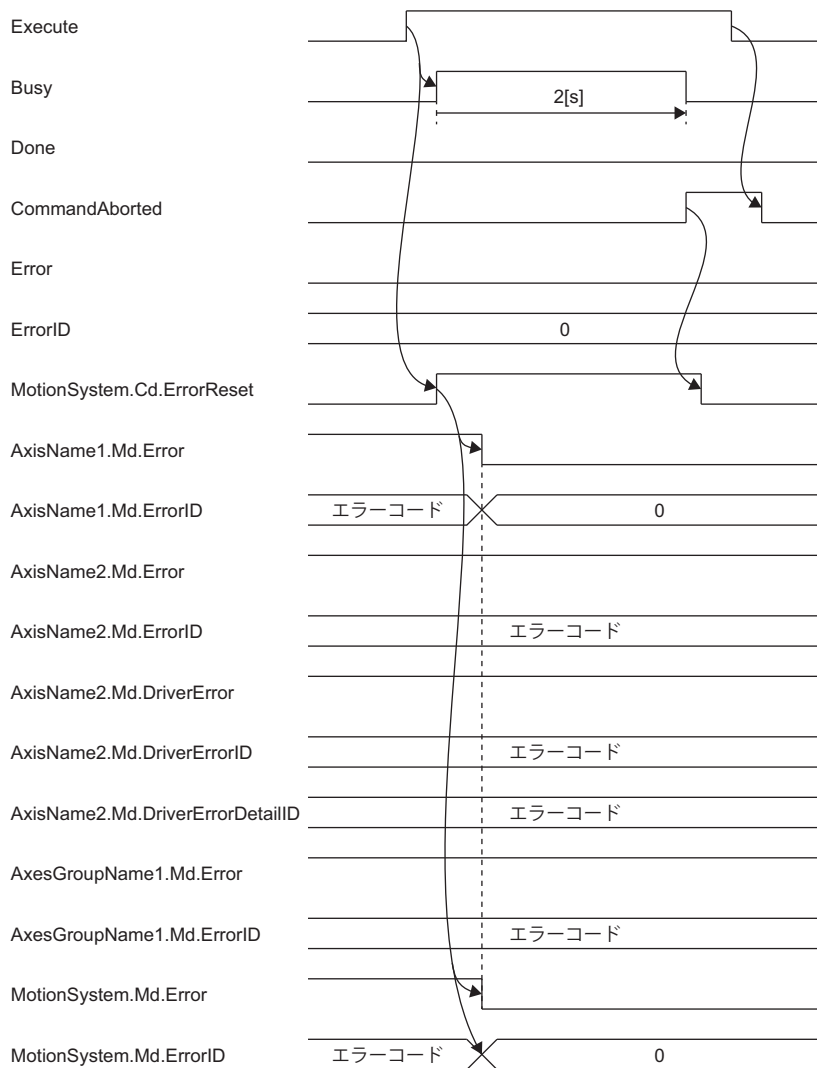 Execute
Busy
2[s]
Done
CommandAborted
Error
ErrorID
0
MotionSystem.Cd.ErrorReset
AxisName1.Md.Error
AxisName1.Md.ErrorID
エラーコード
0
AxisName2.Md.Error
AxisName2.Md.ErrorID
エラーコード
AxisName2.Md.DriverError
AxisName2.Md.DriverErrorID
エラーコード
AxisName2.Md.DriverErrorDetailID
エラーコード
AxesGroupName1.Md.Error
AxesGroupName1.Md.ErrorID
エラーコード
MotionSystem.Md.Error
MotionSystem.Md.ErrorID
エラーコード
0